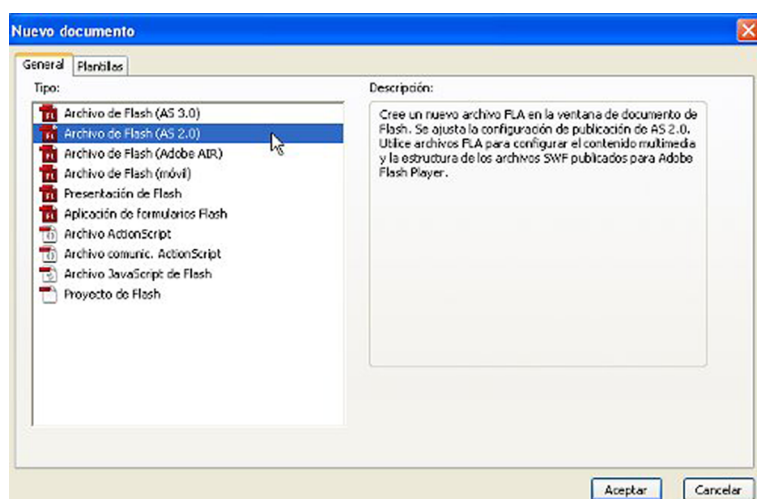 Nuevo documento
General
Plantillas
Tipo:
Archivo de Flash (AS 3.0)
Archivo de Flash (AS 2.0)
Archivo de Flash (Adobe AIR)
Archivo de Flash (móvil)
Presentación de Flash
Aplicación de formularios Flash
Archivo ActionScript
Archivo comunic. ActionScript
Archivo JavaScript de Flash
Proyecto de Flash
Descripción:
Cree un nuevo archivo FLA en la ventana de documento de
Flash. Se ajusta la configuración de publicación de AS 2.0.
Utilice archivos FLA para configurar el contenido multimedia
y la estructura de los archivos SWF publicados para Adobe
Flash Player.
Aceptar
Cancelar